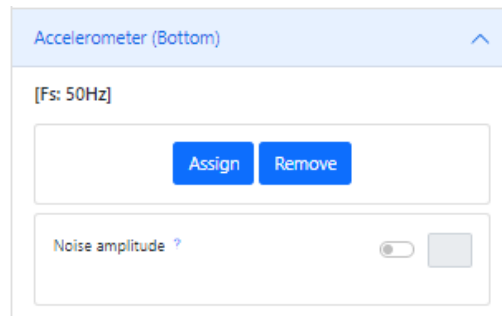 Accelerometer (Bottom)
[Fs: 50Hz]
Assign Remove
Noise amplitude ?